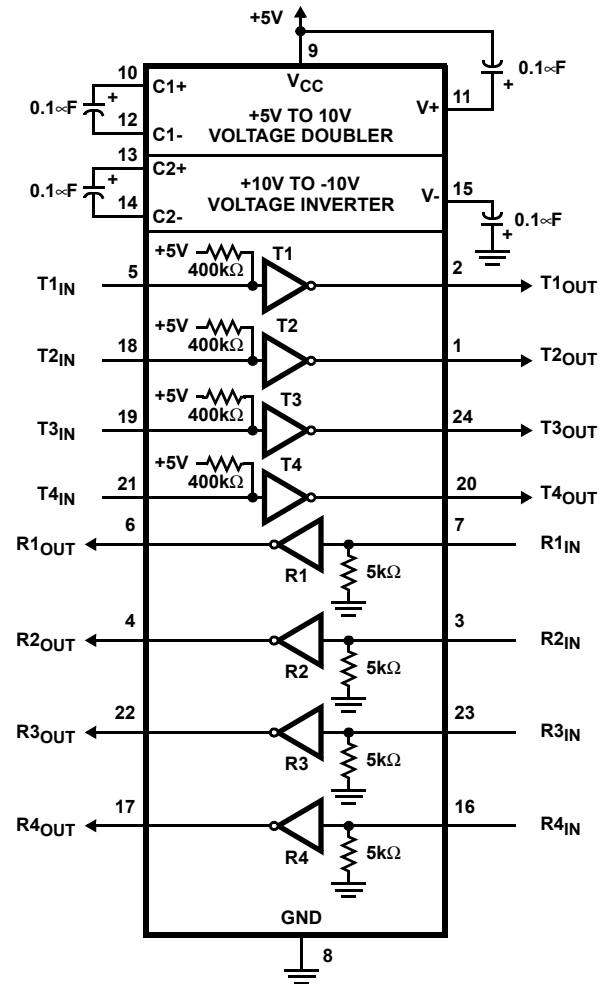 +5V
9
10
C1+
VCC
0.1∝F
+
+
0.1∝F
V+
11
12
C1-
+5V TO 10V
VOLTAGE DOUBLER
13
C2+
0.1∝F
+
+10V TO -10V
VOLTAGE INVERTER
V-
15
14
C2-
0.1∝F
+
+5V
T1
400kΩ
T1IN
5
2
T1OUT
+5V
T2
400kΩ
T2IN
18
1
T2OUT
+5V
T3
400kΩ
T3IN
19
24
T3OUT
+5V
T4
400kΩ
T4IN
21
20
T4OUT
R1OUT
6
7
R1IN
R1
5kΩ
R2OUT
4
3
R2IN
R2
5kΩ
R3OUT
22
23
R3IN
R3
5kΩ
R4OUT
17
16
R4IN
R4
5kΩ
GND
8